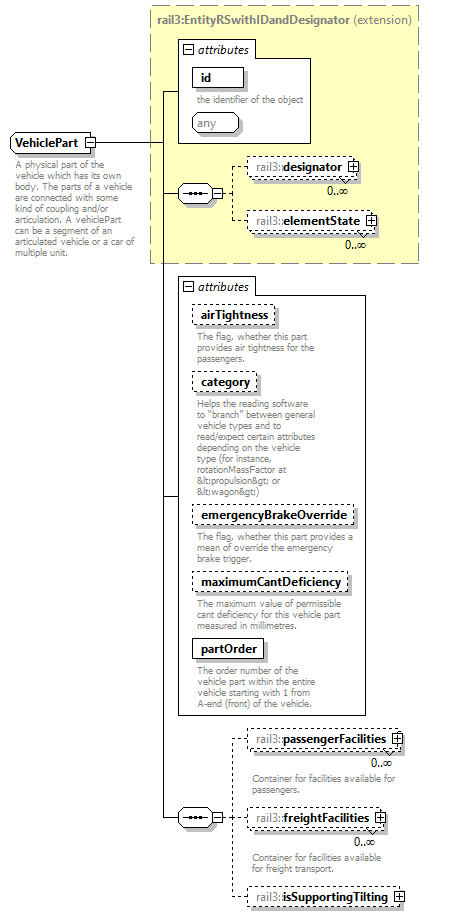 rail3:EntityRSwithIDandDesignator (extension)
attributes
id
the identifier of the object
any
VehiclePart
A physical part of the
vehicle which has its own
body. The parts of a vehicle
are connected with some
kind of coupling and/or
articulation. A vehiclePart
can be a segment of an
articulated vehicle or a car of
multiple unit.
rail3::designator
0..∞
rail3::elementState
0..∞
attributes
airTightness
The flag, whether this part
provides air tightness for the
passengers.
category
Helps the reading software
to "branch" between general
vehicle types and to
read/expect certain attributes
depending on the vehicle
type (for instance,
rotationMassFactor at
&lt;propulsion&gt; or
&lt;wagon&gt;)
emergencyBrakeOverride
The flag, whether this part provides a
mean of override the emergency
brake trigger.
maximumCantDeficiency
The maximum value of permissible
cant deficiency for this vehicle part
measured in millimetres.
partOrder
The order number of the
vehicle part within the entire
vehicle starting with 1 from
A-end (front) of the vehicle.
rail3::passengerFacilities
0..∞
Container for facilities available for
passengers.
rail3::freightFacilities
0..∞
Container for facilities available
for freight transport.
rail3::isSupportingTilting